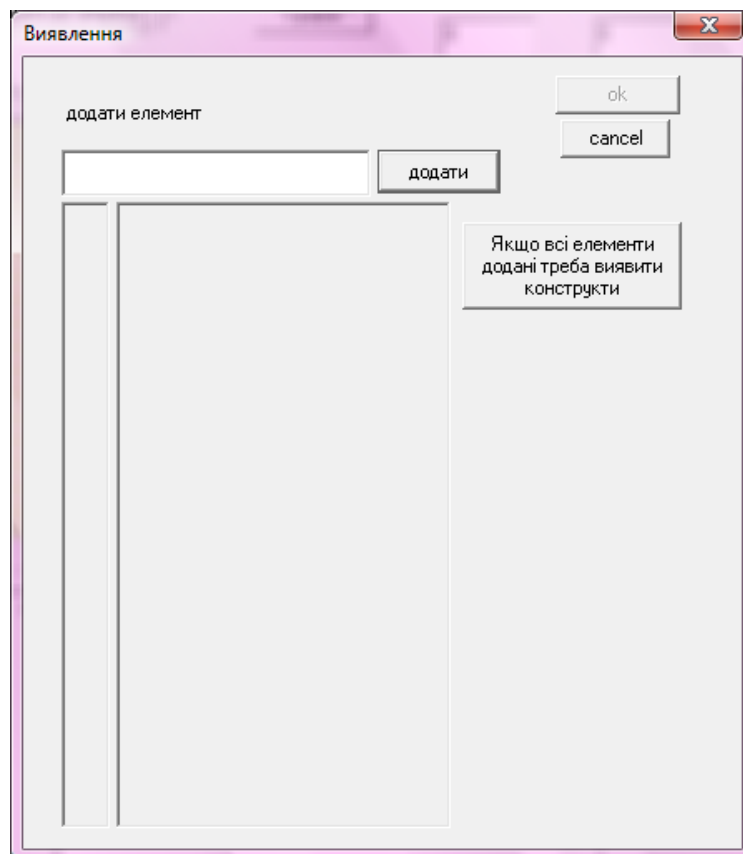 Виявлення
ok
додати елемент
cancel
додати
Якщо всі елементи
додані треба виявити
конструкти